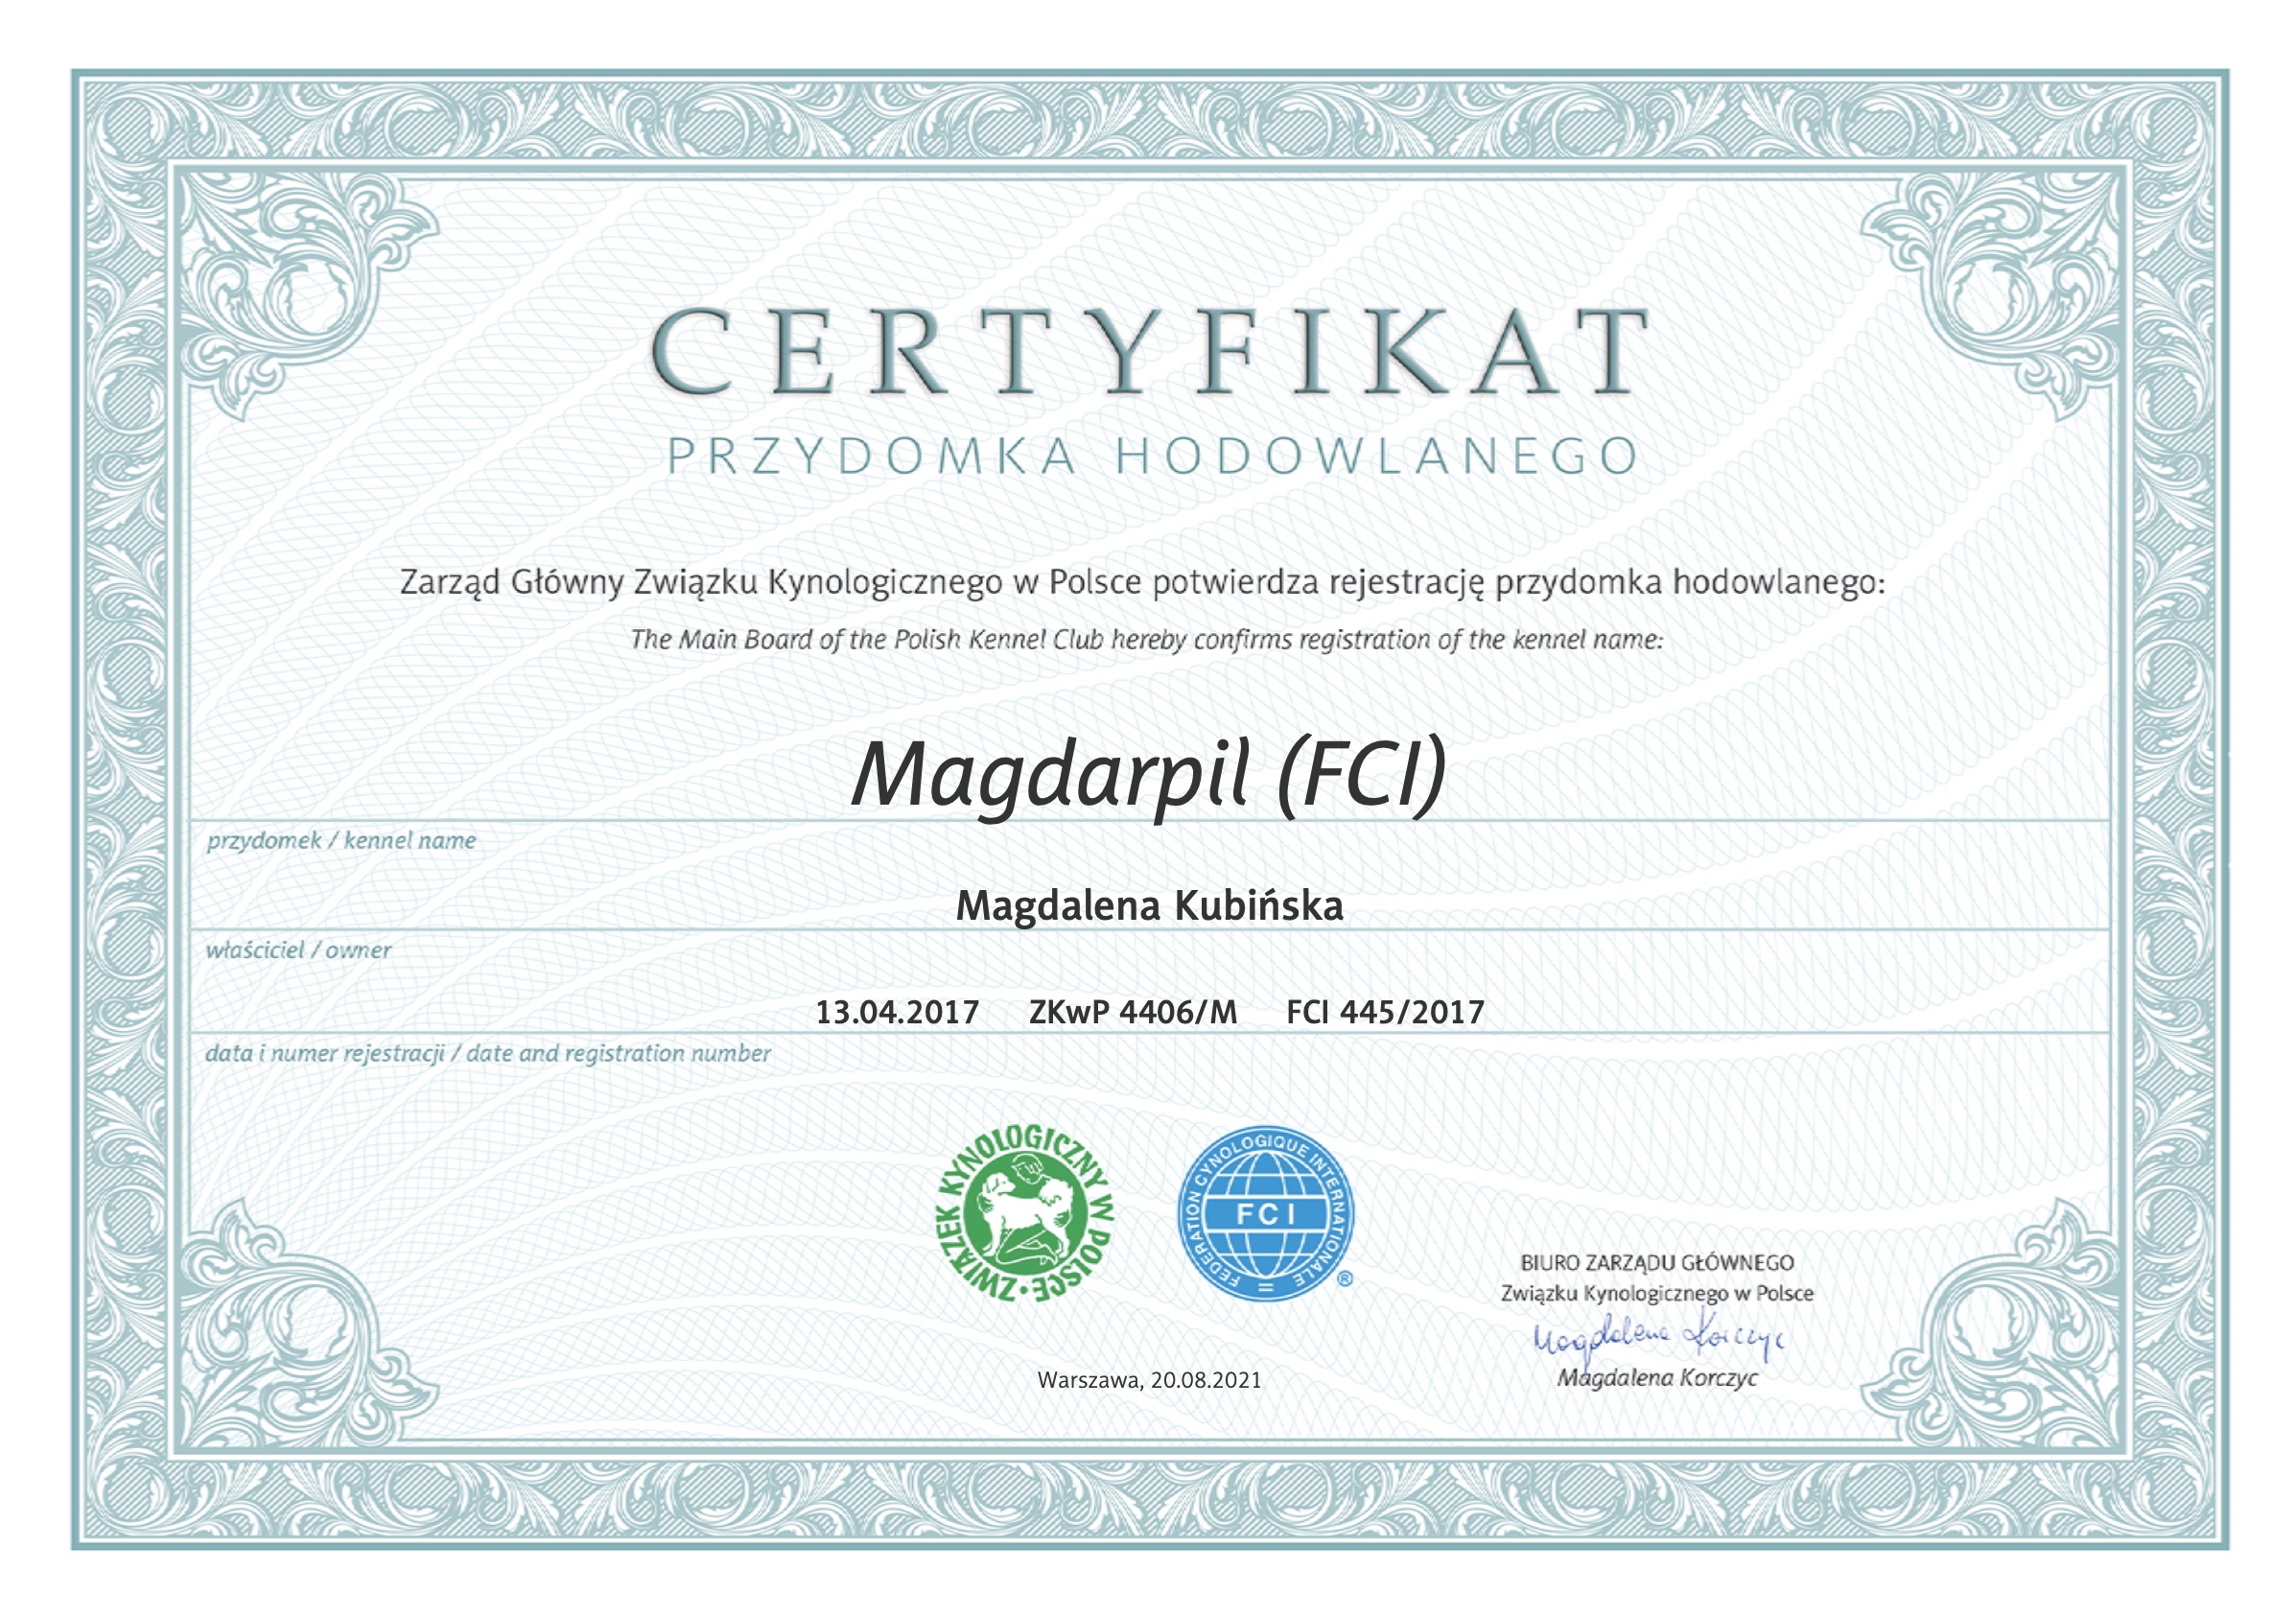 CERTYFIKAT
PRZYDOMKA HODOWLANEGO
Zarząd Główny Związku Kynologicznego w Polsce potwierdza rejestrację przydomka hodowlanego:
The Main Board of the Polish Kennel Club hereby confirms registration of the kennel name:
Magdarpil (FCI)
przydomek / kennel name
Magdalena Kubińska
właściciel / owner
13.04.2017 ZKwP 4406/M FCI 445/2017
data i numer rejestracji / date and registration number
ZWIĄZEK KYNOLOGICZNY W POLSCE •
FEDERATION CYNOLOGIQUE INTERNATIONALE =
FCI
®
BIURO ZARZĄDU GŁÓWNEGO
Związku Kynologicznego w Polsce
Magdalena Korczyc
Magdalena Korczyc
Warszawa, 20.08.2021